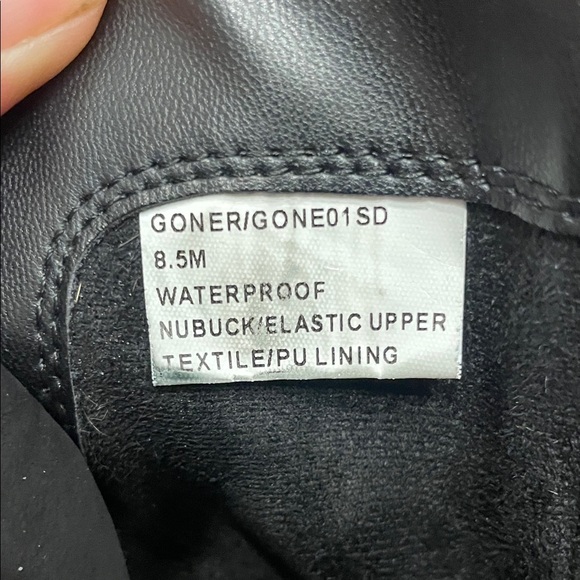 GONER/GONE01SD
8.5M
WATERPROOF
NUBUCK/ELASTIC UPPER
TEXTILE/PU LINING